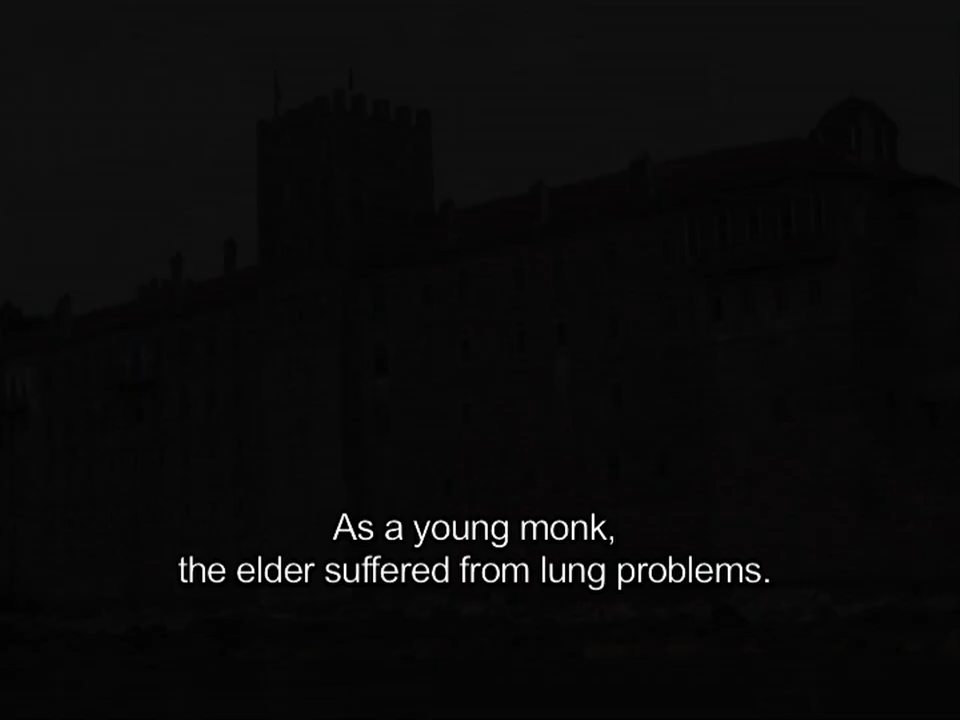 As a young monk,
the elder suffered from lung problems.